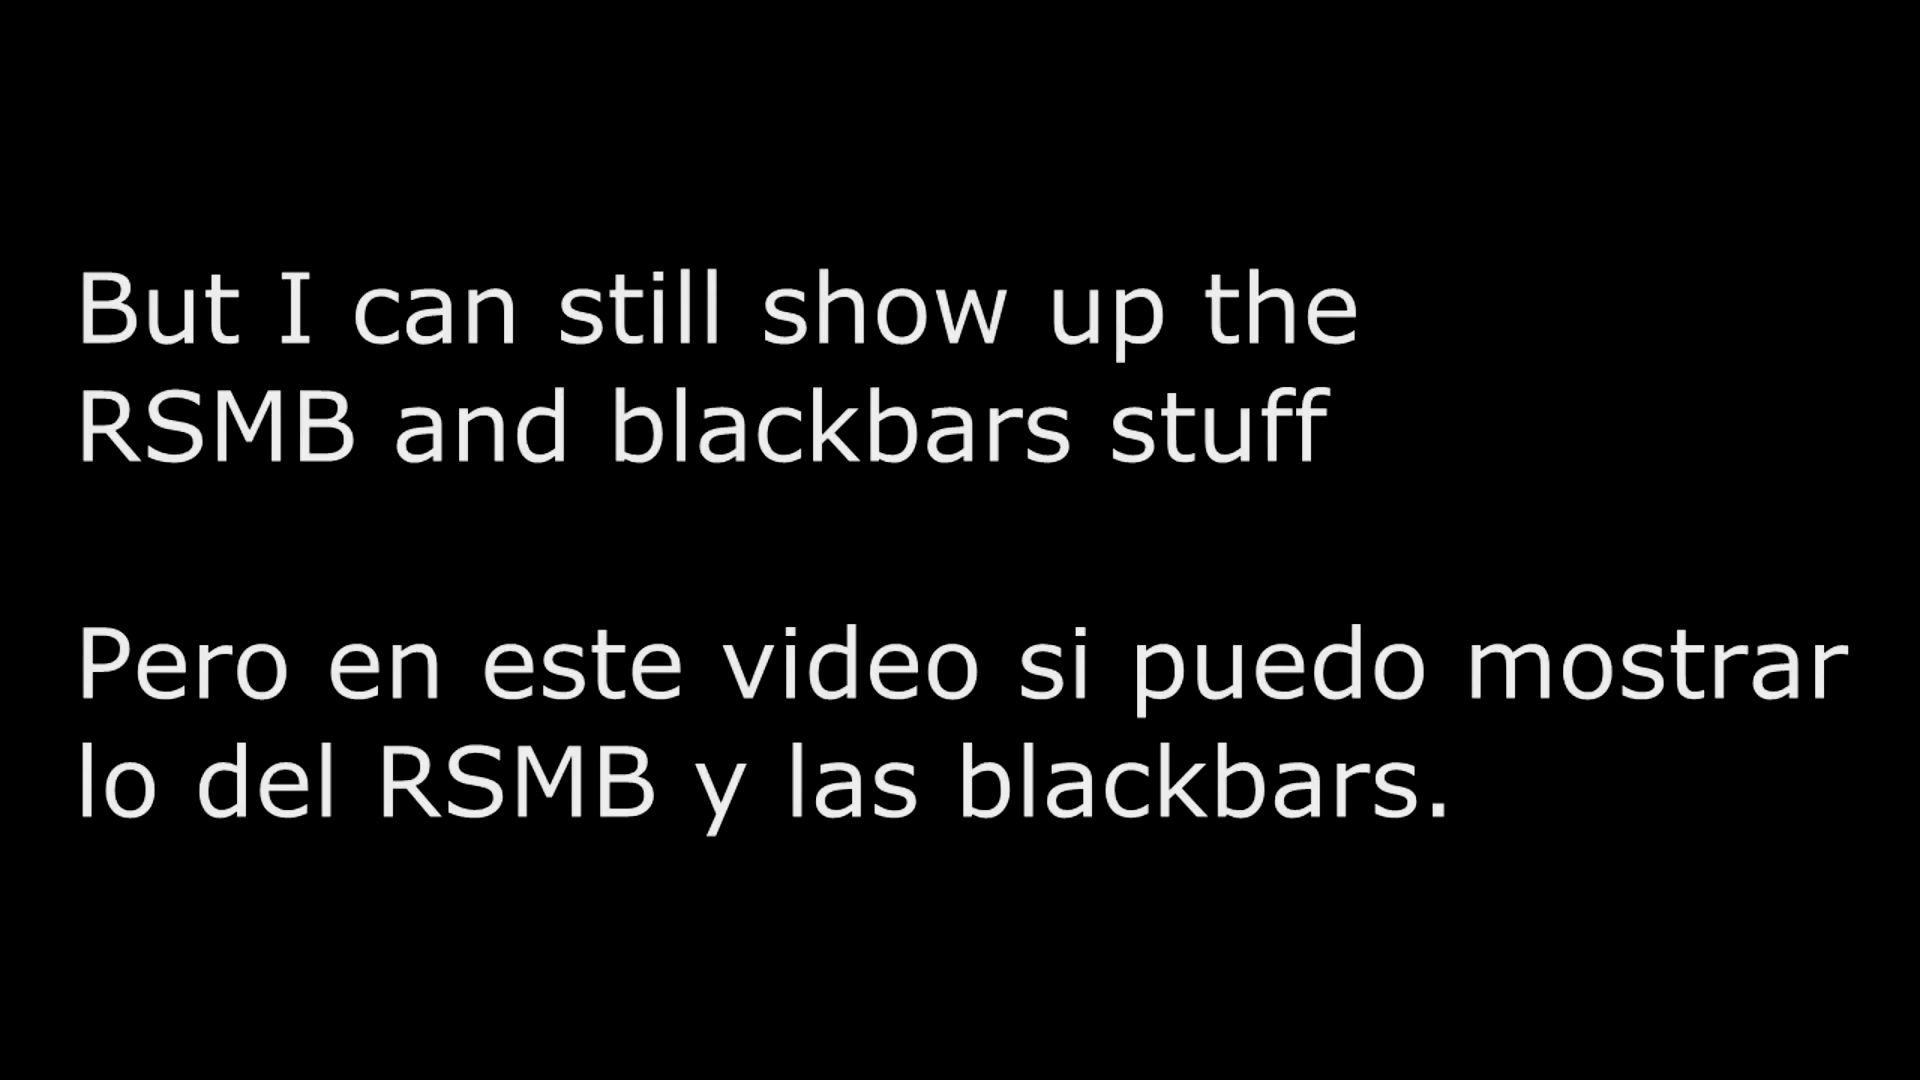 But I can still show up the
RSMB and blackbars stuff
Pero en este video si puedo mostrar
lo del RSMB y las blackbars.